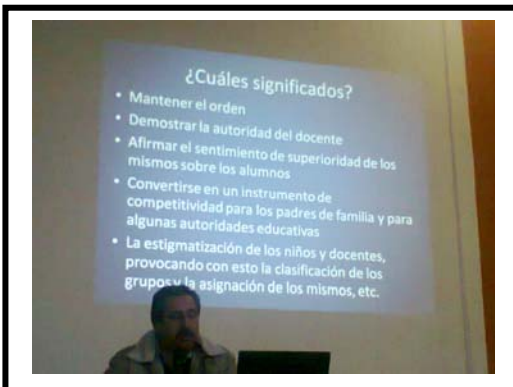 ¿Cuáles significados?
• Mantener el orden
• Demostrar la autoridad del docente
• Afirmar el sentimiento de superioridad de los
mismos sobre los alumnos
• Convertirse en un instrumento de
competitividad para los padres de familia y para
algunas autoridades educativas
• La estigmatización de los niños y docentes,
provocando con esto la clasificación de los
grupos y la asignación de los mismos, etc.